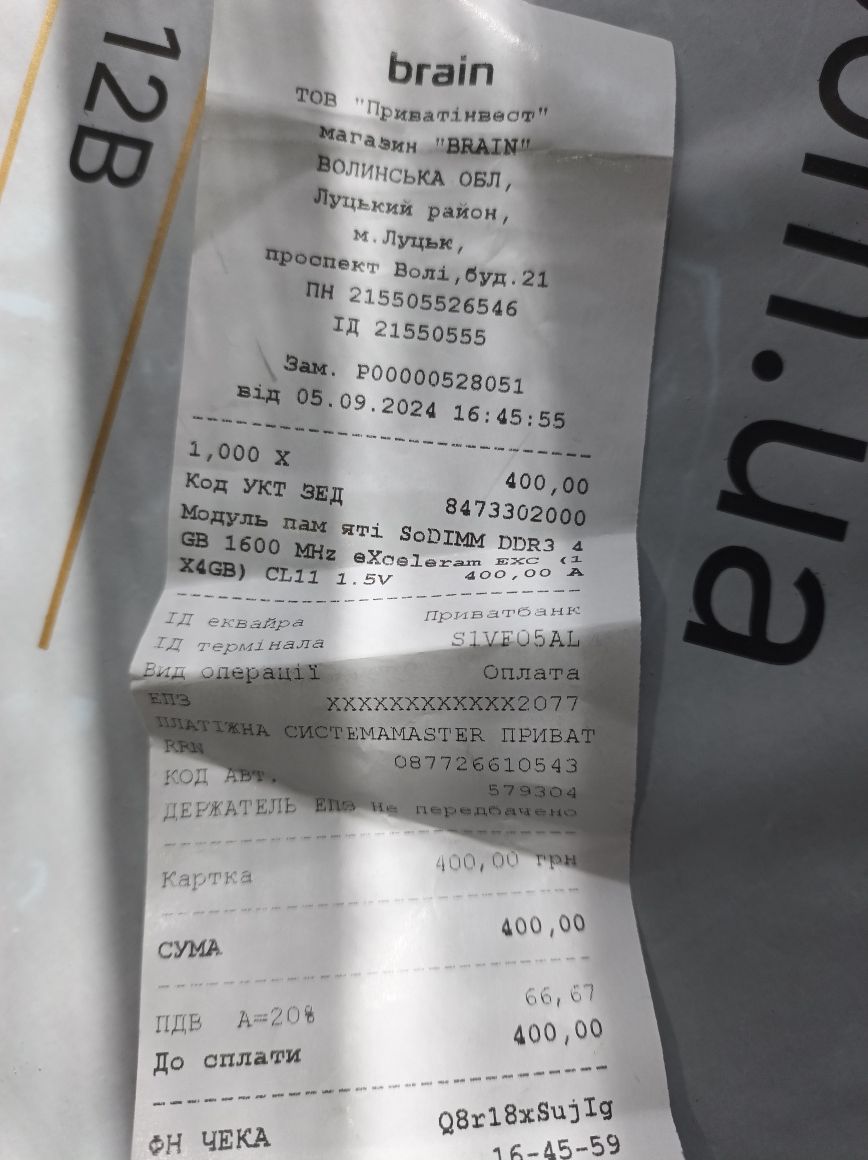 12В
om.ua
brain
ТОВ "Приватінвест"
магазин "BRAIN"
ВОЛИНСЬКА ОБЛ,
Луцький район,
м.Луцьк,
проспект Волі,буд.21
ПН 215505526546
ІД 21550555
Зам. Р00000528051
від 05.09.2024 16:45:55
1,000 X 400,00
Код УКТ ЗЕД 8473302000
Модуль пам яті SoDIMM DDR3 4
GB 1600 MHz eXceleram EXC (1
X4GB) CL11 1.5V 400,00 А
ІД еквайра Приватбанк
ІД термінала S1VF05AL
Вид операції Оплата
ЕПЗ XXXXXXXXXXXX2077
ПЛАТІЖНА СИСТЕМАMASTER ПРИВАТ
RRN 087726610543
КОД АВТ. 579304
ДЕРЖАТЕЛЬ ЕПЗ Не передбачено
Картка 400,00 грн
СУМА 400,00
ПДВ А=20% 66,67
До сплати 400,00
ФН ЧЕКА Q8r18xSujIg
16-45-59